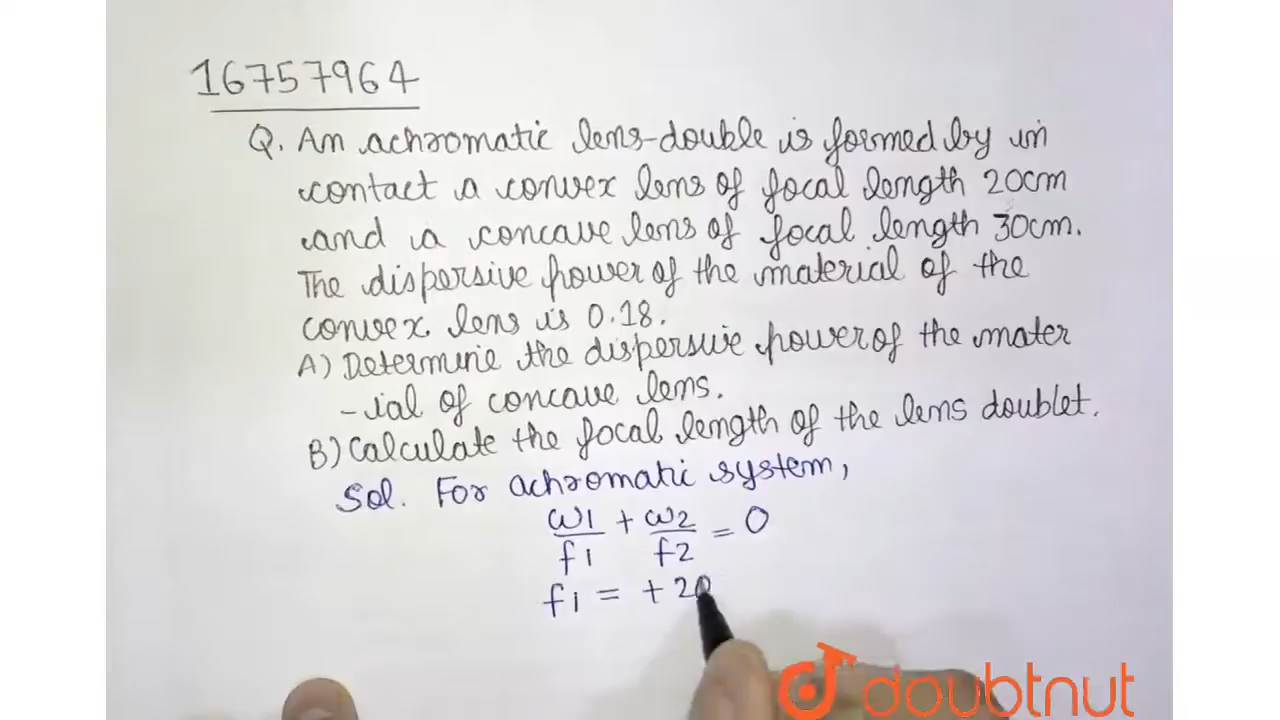 16757964
Q. An achromatic lens-double is formed by in
contact a convex lens of focal length 20cm
and a concave lens of focal length 30cm.
The dispersive power of the material of the
convex lens is 0.18.
A) Determine the dispersive power of the mater
-ial of concave lens.
B) Calculate the focal length of the lens doublet.
Sol. For achromatic system,
ω1/f1 + ω2/f2 = 0
f1 = +20
doubtnut